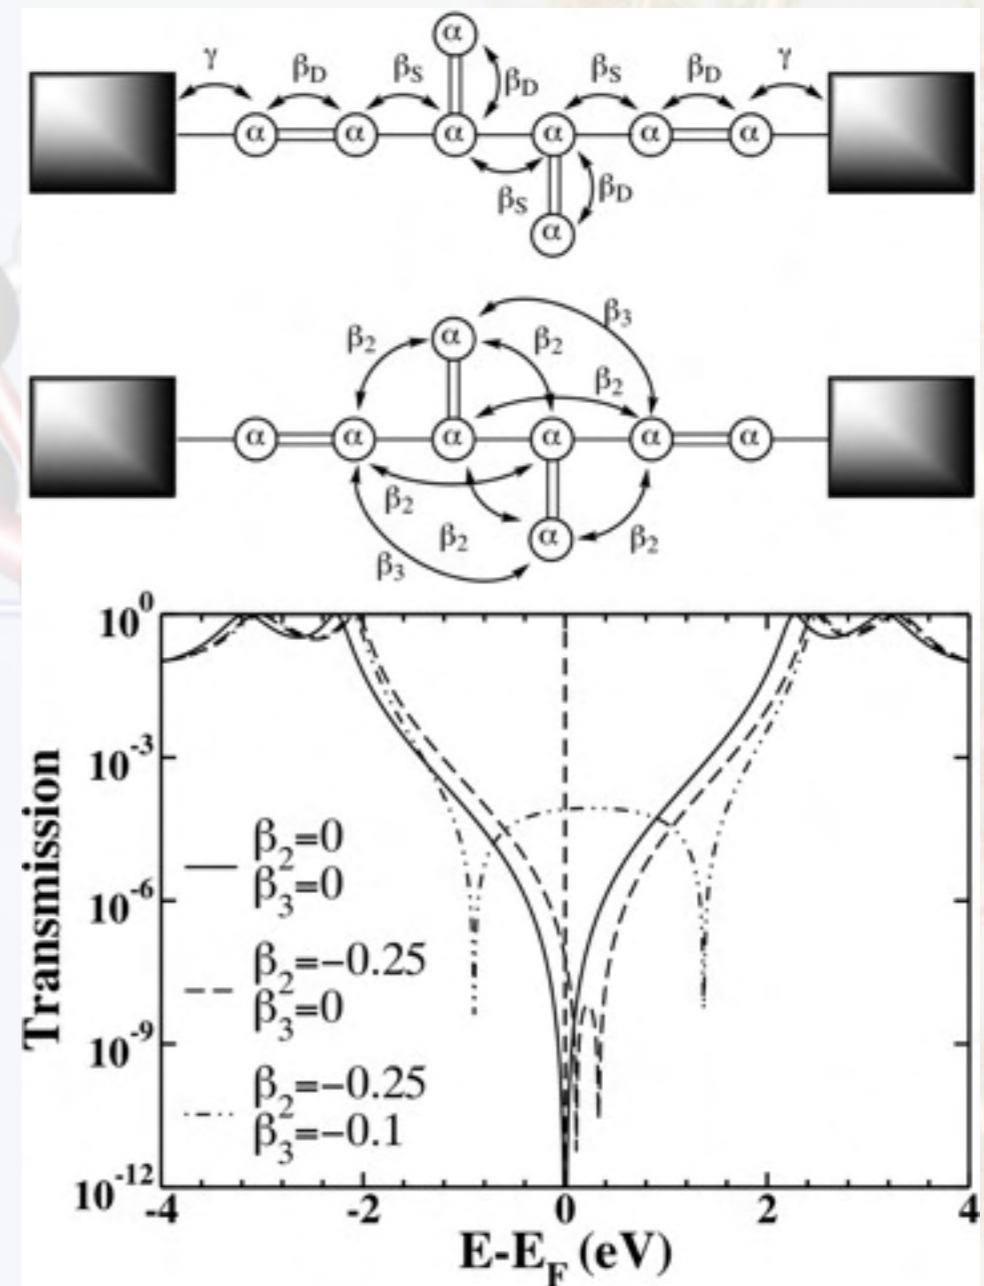 α
γ β_D β_S β_D β_S β_D γ
α α α α α α
β_S β_D
α
β_3
β_2 α β_2
β_2
α α α α α α
β_2
β_2 α β_2
β_3
10^0
10^-3
10^-6
10^-9
10^-12
Transmission
β_2=0
β_3=0
β_2=-0.25
β_3=0
β_2=-0.25
β_3=-0.1
-4 -2 0 2 4
E-E_F (eV)